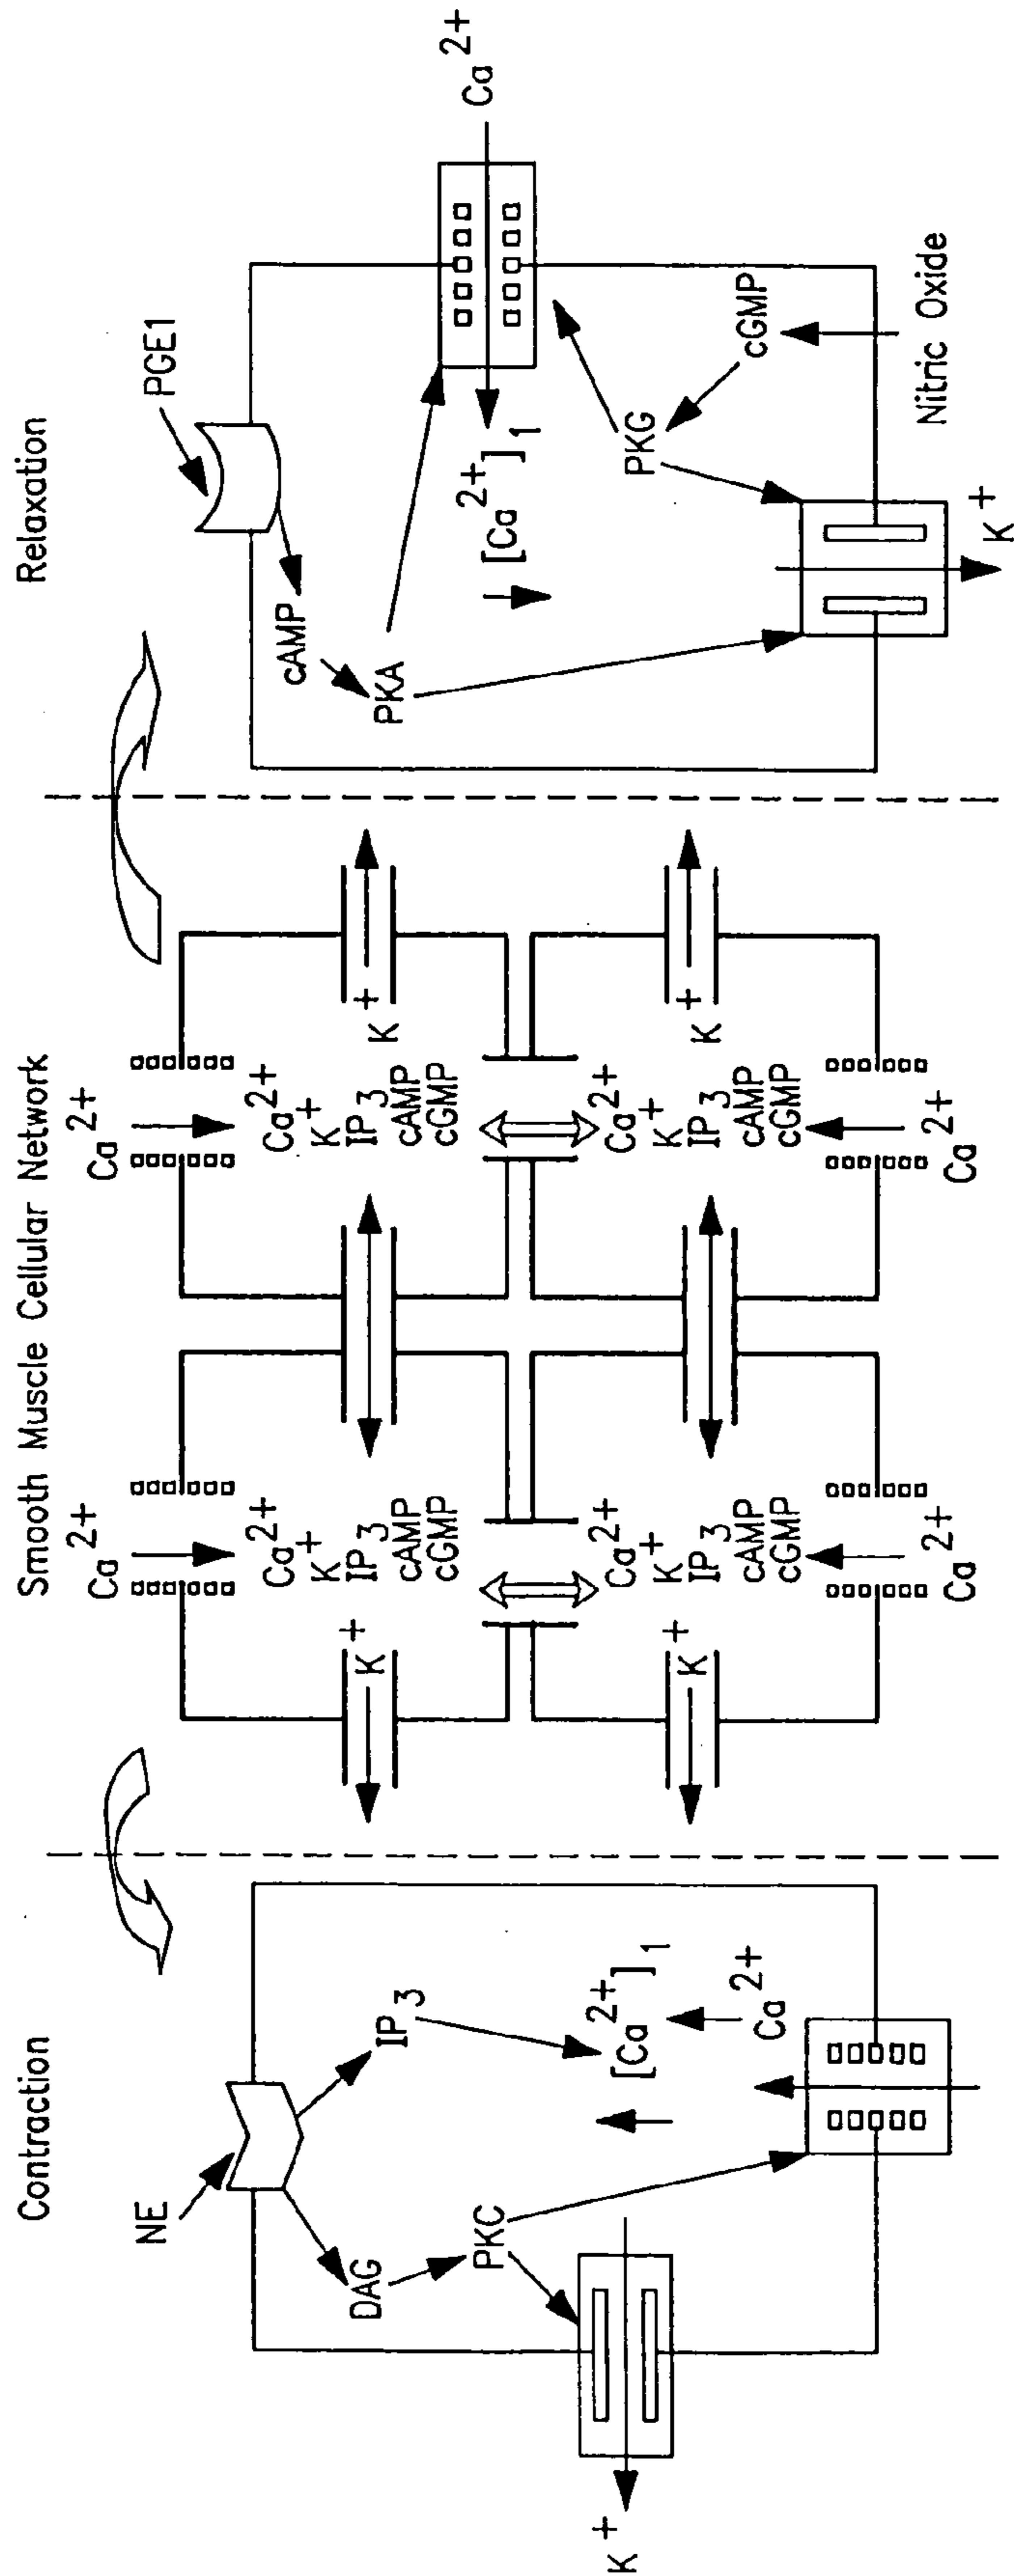 Contraction
NE
DAG
PKC
IP3
[Ca2+]1
Ca2+
K+
Smooth Muscle Cellular Network
Ca2+
Ca2+
K+
Ca2+
K+
IP3
cAMP
cGMP
Ca2+
K+
IP3
cAMP
cGMP
K+
K+
Ca2+
K+
IP3
cAMP
cGMP
Ca2+
K+
IP3
cAMP
cGMP
K+
Ca2+
Ca2+
Relaxation
PGE1
cAMP
PKA
Ca2+
[Ca2+]1
PKG
cGMP
K+
Nitric Oxide